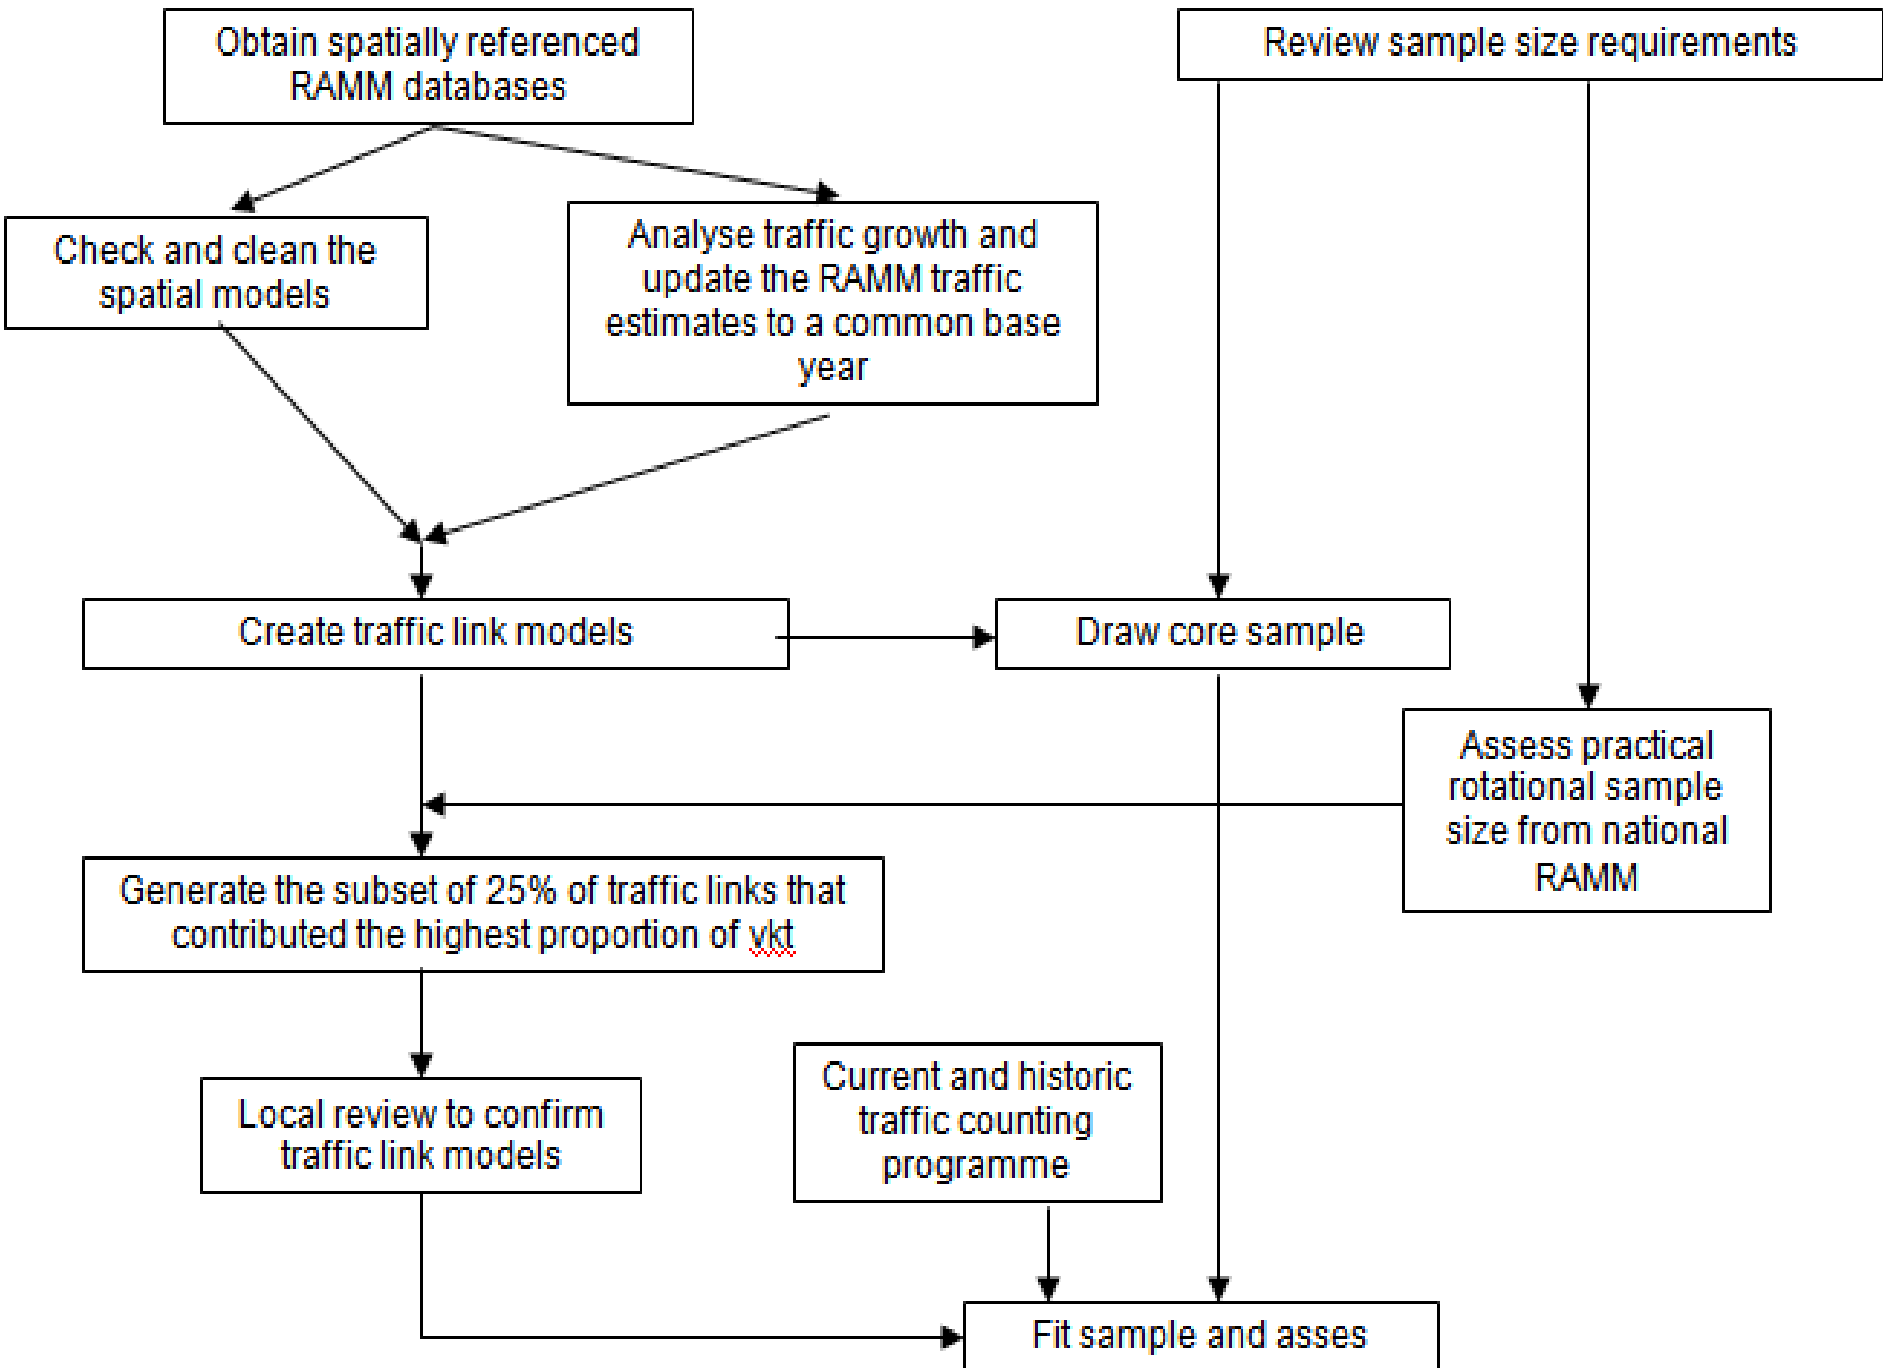 Obtain spatially referenced
RAMM databases
Review sample size requirements
Check and clean the
spatial models
Analyse traffic growth and
update the RAMM traffic
estimates to a common base
year
Create traffic link models
Draw core sample
Assess practical
rotational sample
size from national
RAMM
Generate the subset of 25% of traffic links that
contributed the highest proportion of vkt
Local review to confirm
traffic link models
Current and historic
traffic counting
programme
Fit sample and asses